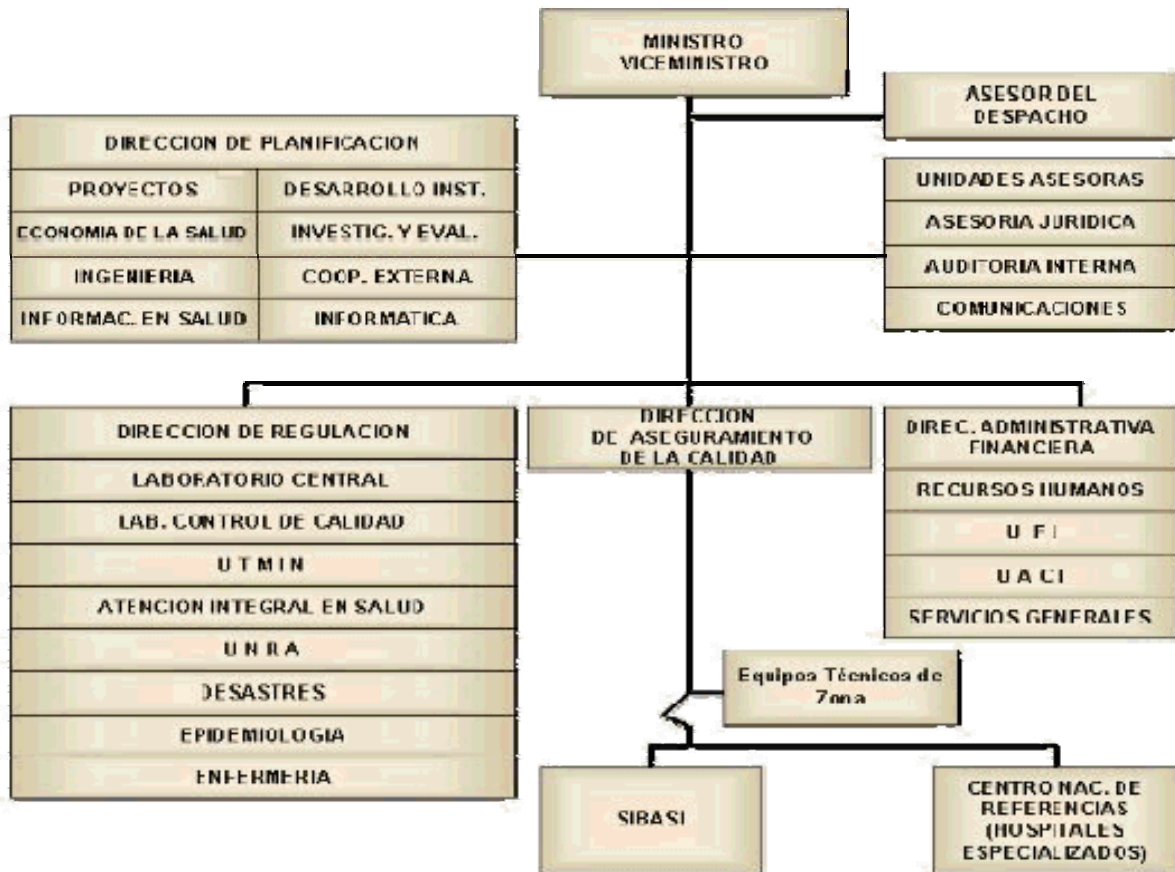 MINISTRO
VICEMINISTRO
ASESOR DEL
DESPACHO
DIRECCION DE PLANIFICACION
PROYECTOS
DESARROLLO INST.
ECONOMIA DE LA SALUD
INVESTIG. Y EVAL.
INGENIERIA
COOP. EXTERNA
INFORMAC. EN SALUD
INFORMATICA
UNIDADES ASESORAS
ASESORIA JURIDICA
AUDITORIA INTERNA
COMUNICACIONES
DIRECCION DE REGULACION
LABORATORIO CENTRAL
LAB. CONTROL DE CALIDAD
U T M I N
ATENCION INTEGRAL EN SALUD
U N R A
DESASTRES
EPIDEMIOLOGIA
ENFERMERIA
DIRECCION
DE ASEGURAMIENTO
DE LA CALIDAD
DIREC. ADMINISTRATIVA
FINANCIERA
RECURSOS HUMANOS
U F I
U A C I
SERVICIOS GENERALES
Equipos Técnicos de
Zona
SIBASI
CENTRO NAC. DE
REFERENCIAS
(HOSPITALES
ESPECIALIZADOS)